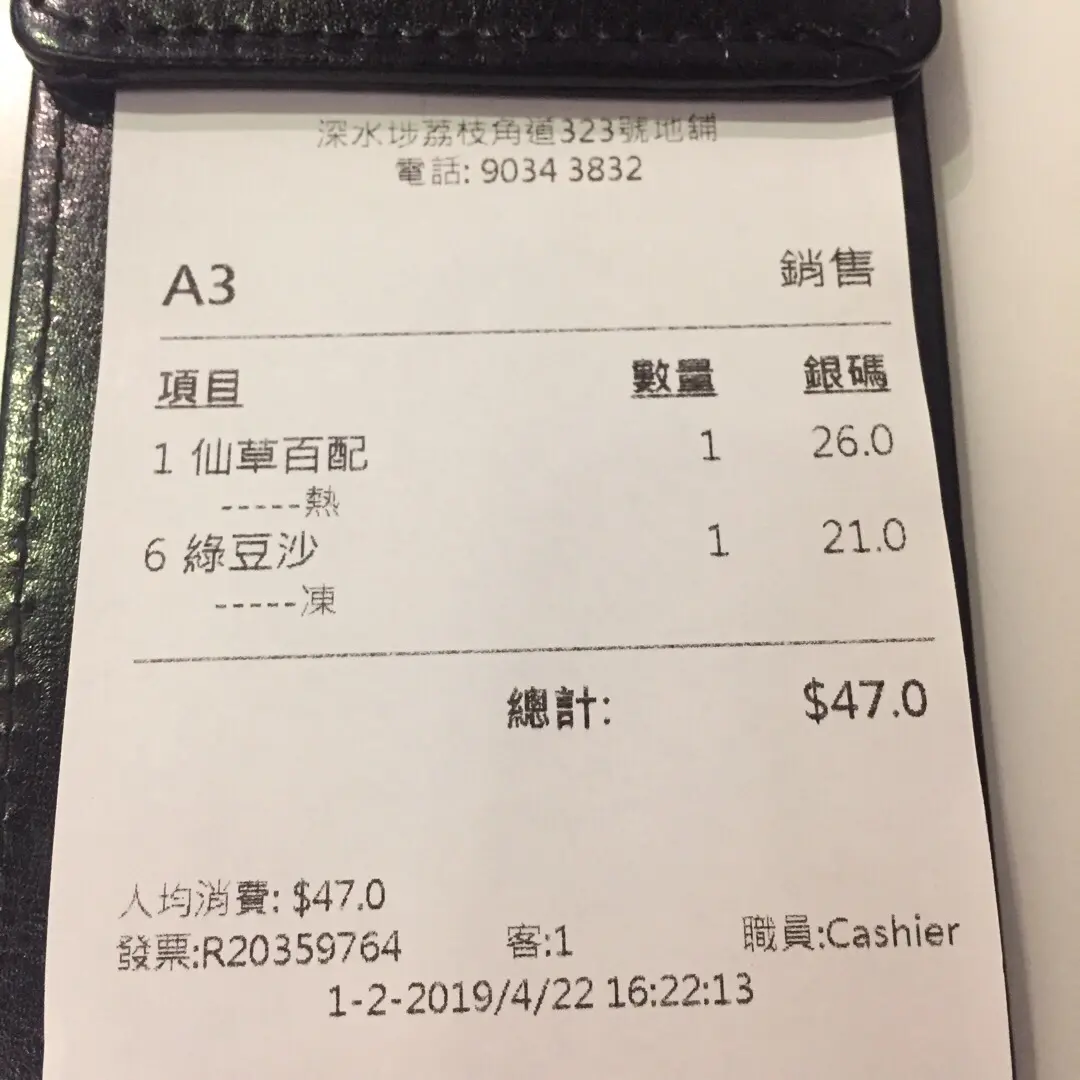 深水埗荔枝角道323號地舖
電話: 9034 3832
A3 銷售
項目 數量 銀碼
1 仙草百配 1 26.0
-----熱
6 綠豆沙 1 21.0
-----凍
總計: $47.0
人均消費: $47.0
發票:R20359764 客:1 職員:Cashier
1-2-2019/4/22 16:22:13